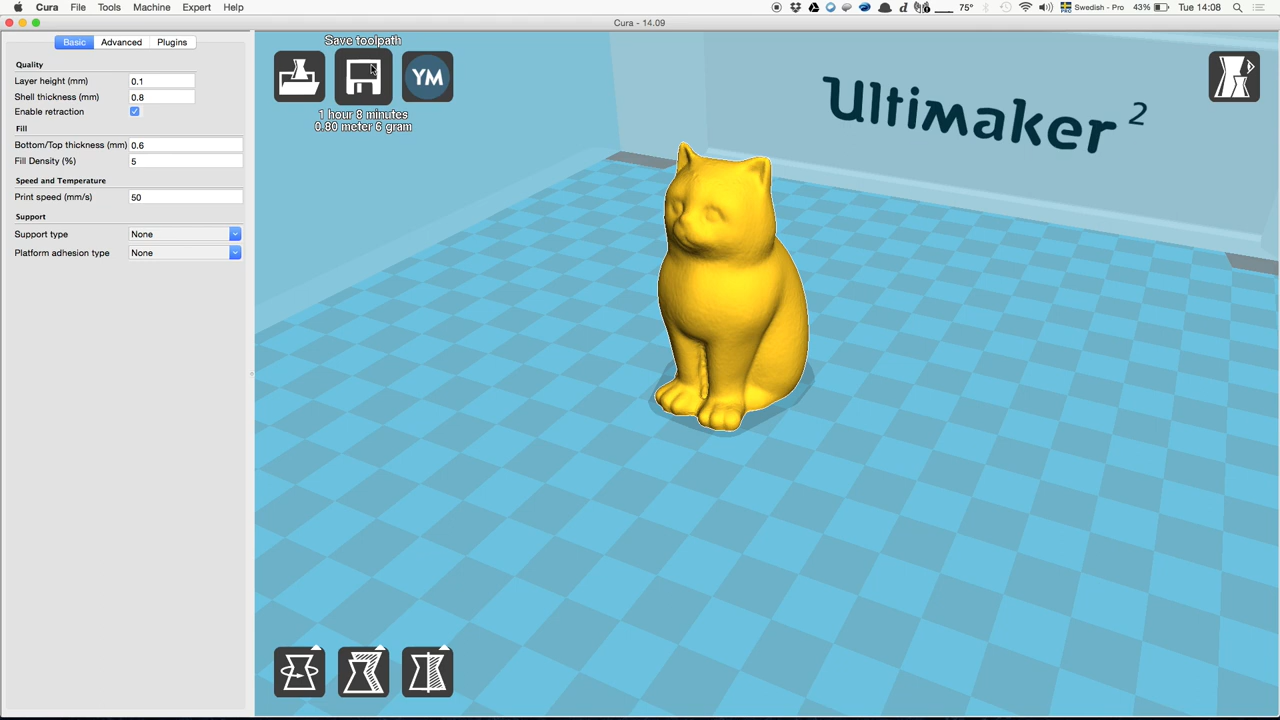 Cura File Tools Machine Expert Help
75° Swedish - Pro 43% Tue 14:08
Cura - 14.09
Basic Advanced Plugins
Quality
Layer height (mm) 0.1
Shell thickness (mm) 0.8
Enable retraction
Fill
Bottom/Top thickness (mm) 0.6
Fill Density (%) 5
Speed and Temperature
Print speed (mm/s) 50
Support
Support type None
Platform adhesion type None
Save toolpath
YM
1 hour 8 minutes
0.80 meter 6 gram
Ultimaker 2